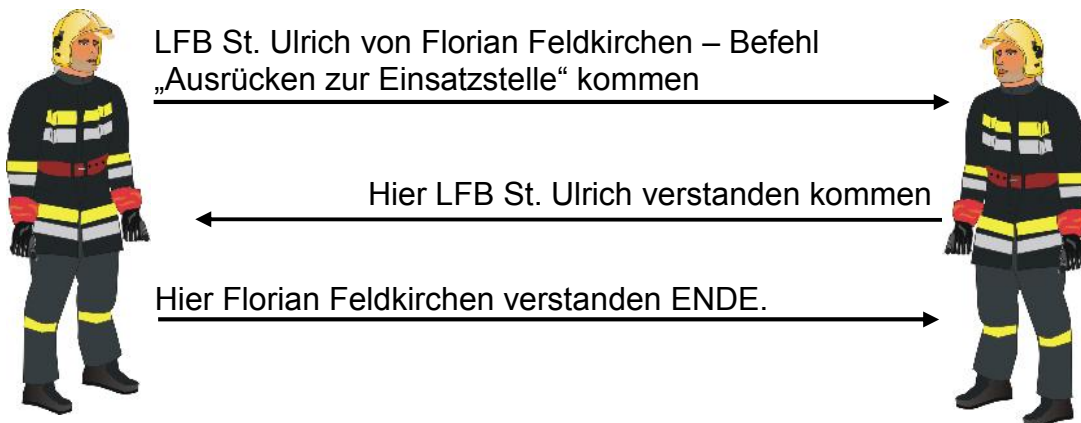 LFB St. Ulrich von Florian Feldkirchen – Befehl
„Ausrücken zur Einsatzstelle“ kommen
Hier LFB St. Ulrich verstanden kommen
Hier Florian Feldkirchen verstanden ENDE.